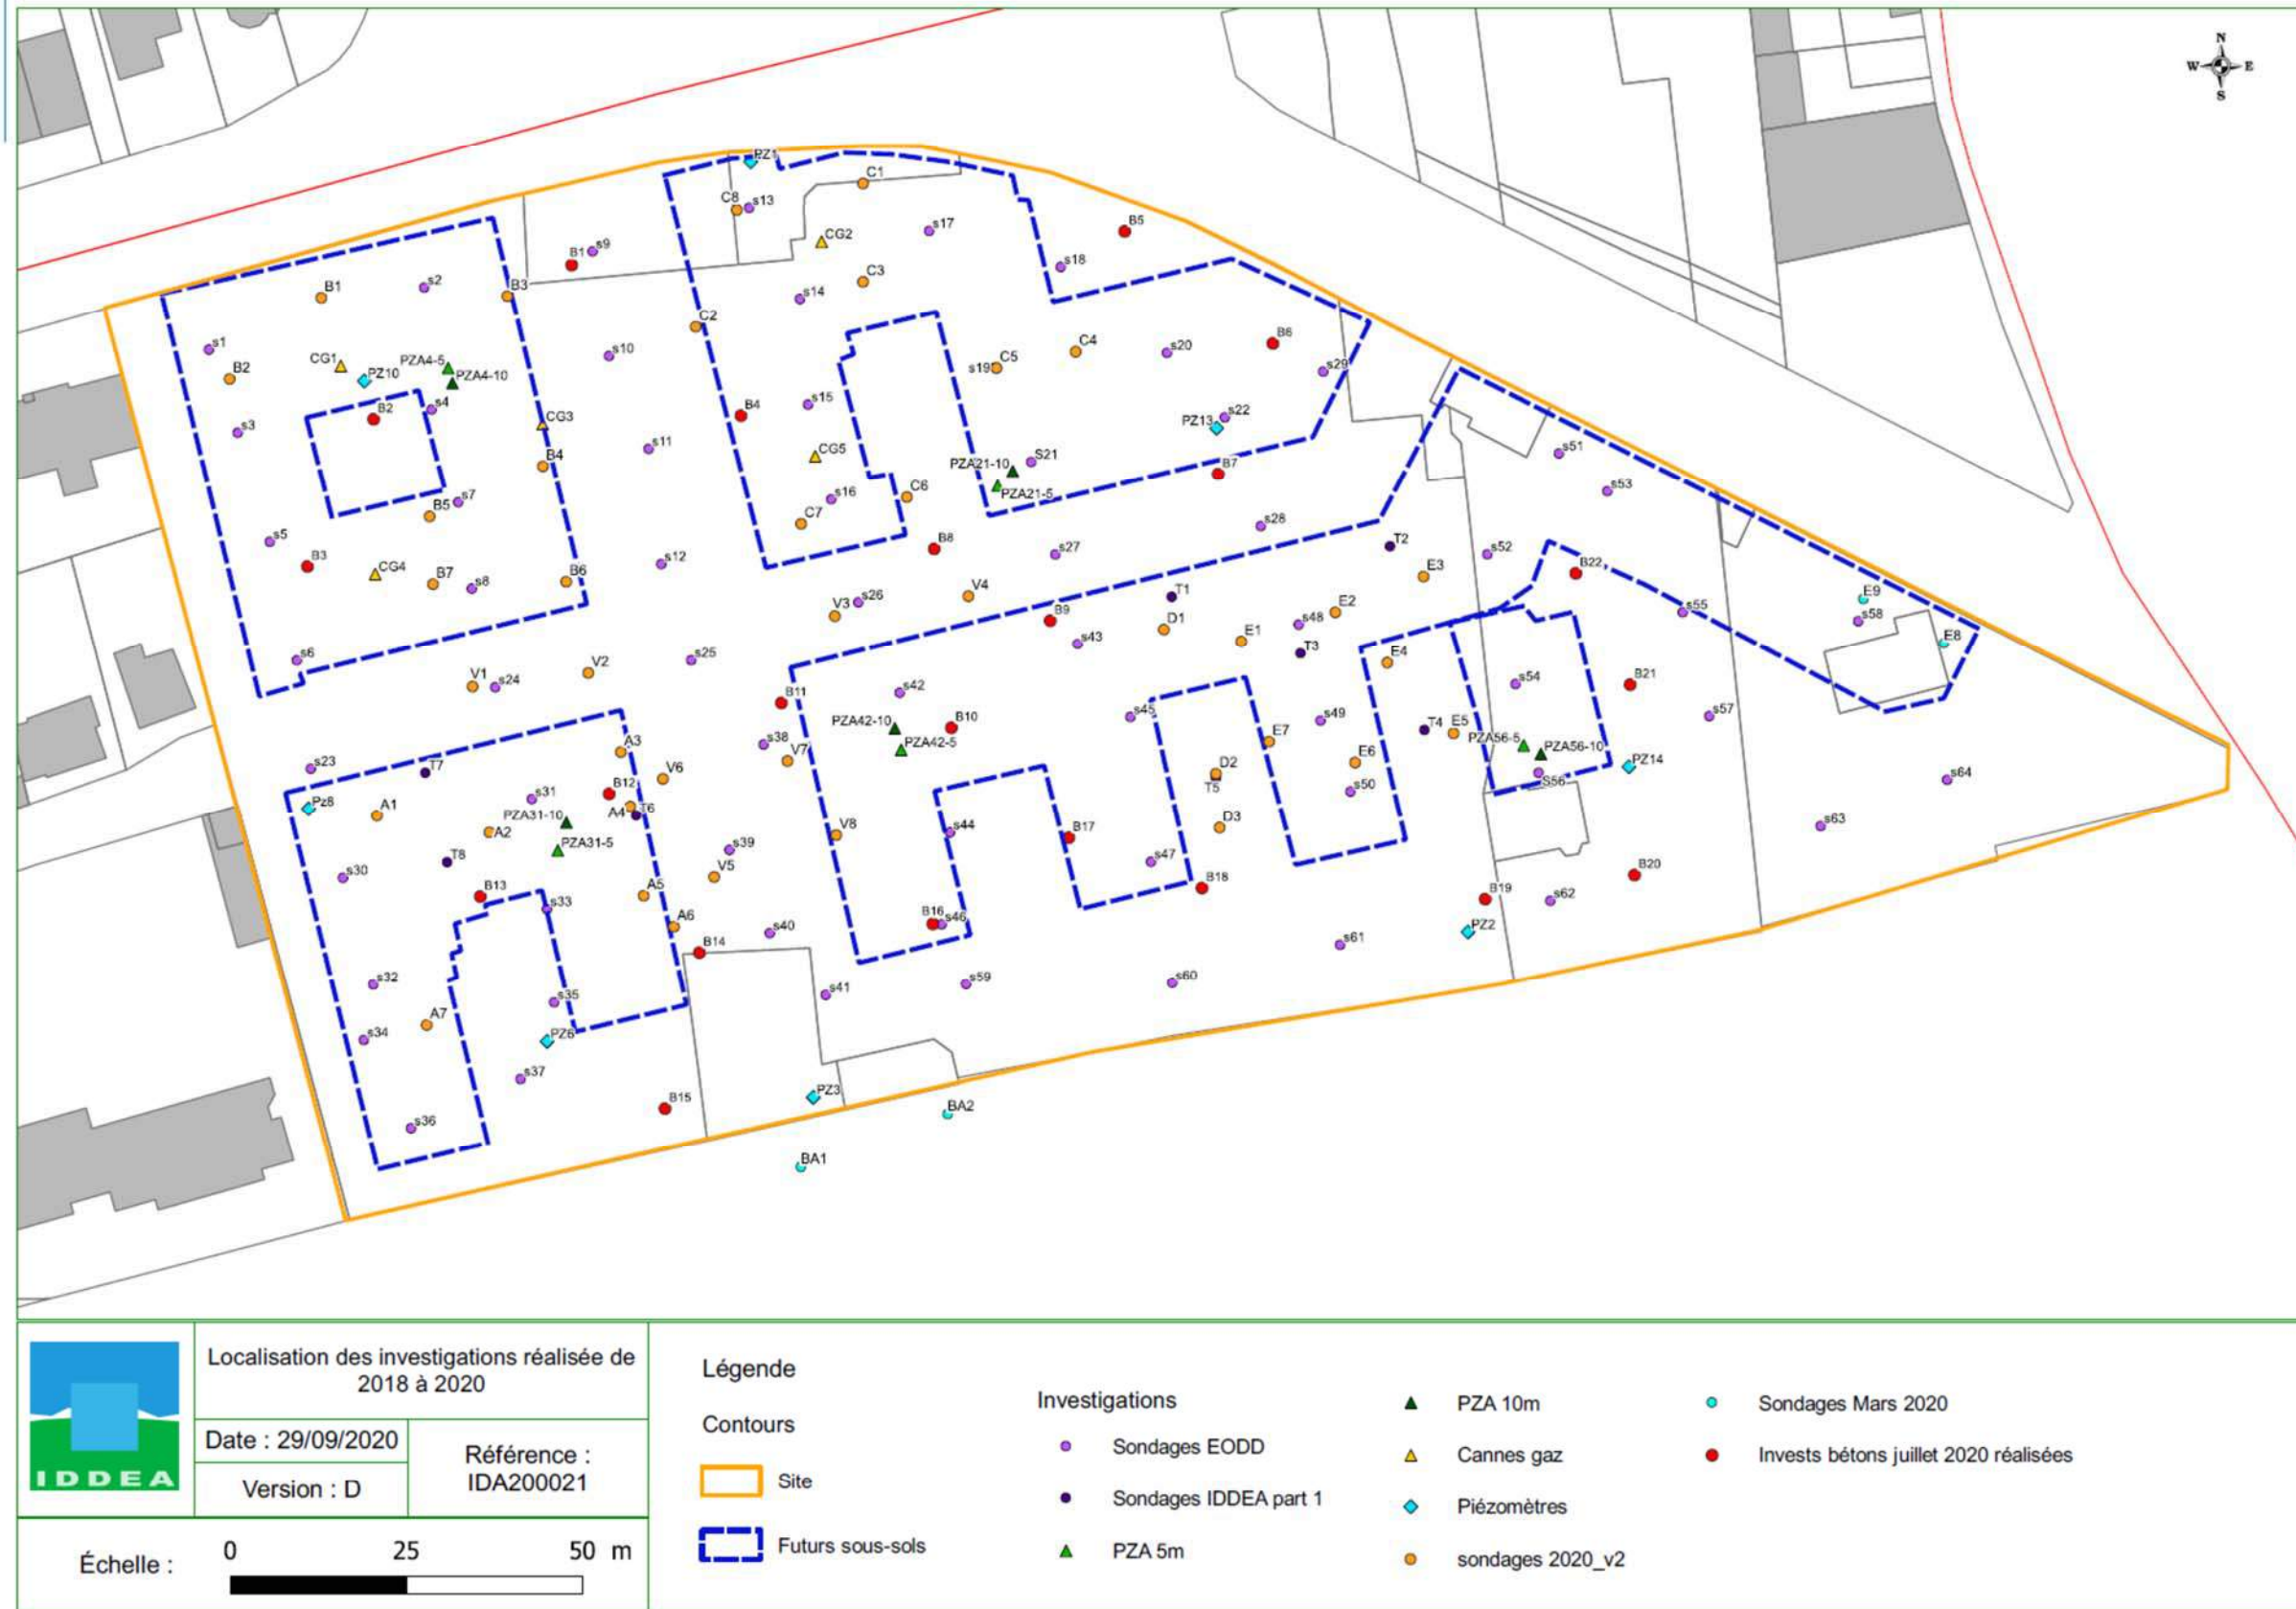 N
W E
S
PZ1
C1
C8
s13
CG2
s17
B5
B1
s9
s18
C3
B1
s2
B3
s14
C2
C4
s20
B6
s1
s10
C5
s19
s29
B2
CG1
PZ10
PZA4-5
PZA4-10
s15
B4
s22
PZ13
s3
B2
s4
CG3
s11
CG5
S21
PZA21-10
PZA21-5
B7
s51
B4
s16
C6
C7
s53
B5
s7
s28
s5
B8
s27
T2
s52
B3
s12
E3
B22
CG4
B7
s8
B6
s26
V3
V4
T1
B9
D1
E2
s48
s55
E9
s58
s43
E1
T3
E8
s6
s25
E4
V1
s24
V2
s42
s54
B21
B11
PZA42-10
B10
s45
s49
T4
E5
s57
PZA42-5
s38
V7
E7
PZA56-5
PZA56-10
A3
E6
PZ14
s23
T7
V6
D2
T5
S56
s64
Pz8
A1
s31
B12
s50
PZA31-10
A4
T6
A2
V8
s44
B17
D3
s63
PZA31-5
s39
T8
s47
s30
V5
B18
B20
B13
A5
B19
s62
s33
A6
B16
s46
s40
PZ2
B14
s61
s32
s59
s60
s35
s41
A7
s34
PZ6
s37
PZ3
B15
BA2
s36
BA1
IDDEA
Localisation des investigations réalisée de
2018 à 2020
Date : 29/09/2020
Version : D
Référence :
IDA200021
Échelle :
0 25 50 m
Légende
Contours
Site
Futurs sous-sols
Investigations
Sondages EODD
Sondages IDDEA part 1
PZA 5m
PZA 10m
Cannes gaz
Piézomètres
sondages 2020_v2
Sondages Mars 2020
Invests bétons juillet 2020 réalisées